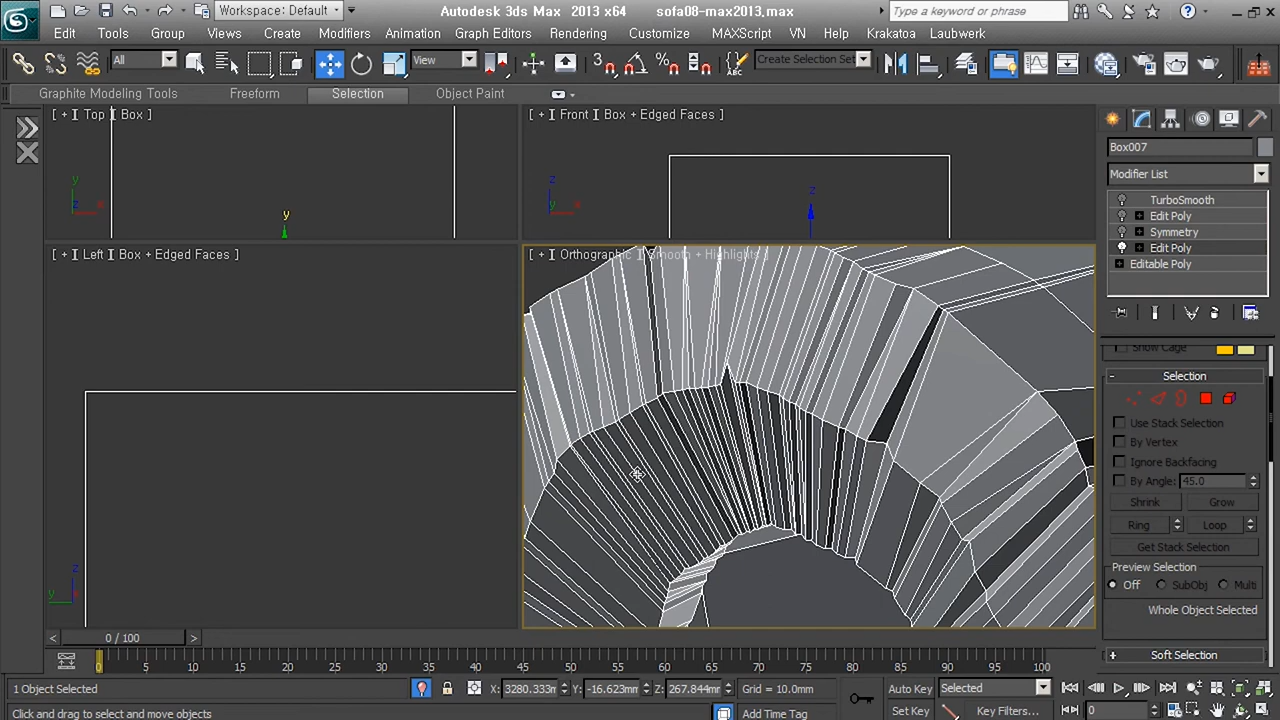 Workspace: Default
Autodesk 3ds Max 2013 x64 sofa08-max2013.max
Type a keyword or phrase
Edit Tools Group Views Create Modifiers Animation Graph Editors Rendering Customize MAXScript VN Help Krakatoa Laubwerk
All View Create Selection Set
Graphite Modeling Tools Freeform Selection Object Paint
[ + ] Top ] Box ]
[ + ] Front ] Box + Edged Faces ]
[ + ] Left ] Box + Edged Faces ]
[ + ] Orthographic ] Smooth + Highlights ]
Box007
Modifier List
TurboSmooth
Edit Poly
Symmetry
Edit Poly
Editable Poly
Show Cage
Selection
Use Stack Selection
By Vertex
Ignore Backfacing
By Angle: 45.0
Shrink Grow
Ring Loop
Get Stack Selection
Preview Selection
Off SubObj Multi
Whole Object Selected
Soft Selection
0 / 100
0 5 10 15 20 25 30 35 40 45 50 55 60 65 70 75 80 85 90 95 100
1 Object Selected X: 3280.333m Y: -16.623mm Z: 267.844mm Grid = 10.0mm Auto Key Selected
Click and drag to select and move objects Add Time Tag Set Key Key Filters... 0